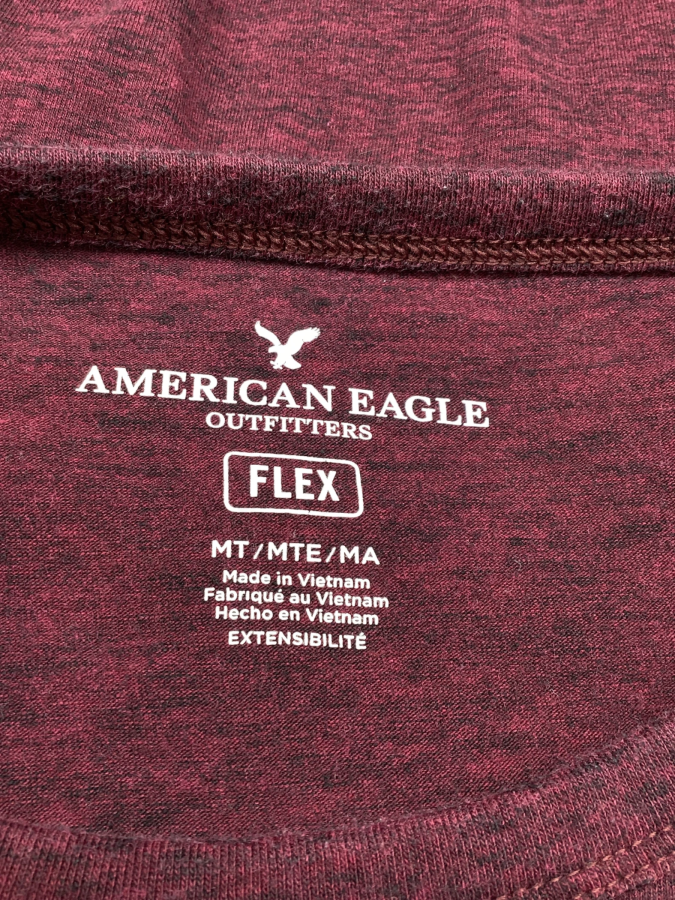 AMERICAN EAGLE
OUTFITTERS
FLEX
MT/MTE/MA
Made in Vietnam
Fabriqué au Vietnam
Hecho en Vietnam
EXTENSIBILITÉ